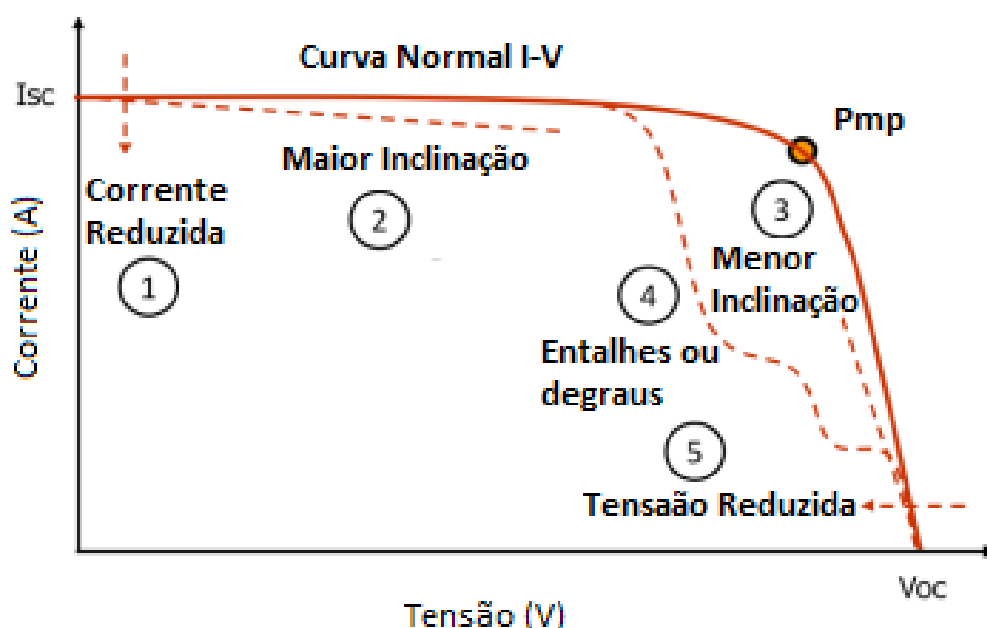 Curva Normal I-V
Isc
Pmp
Maior Inclinação
2
Corrente
Reduzida
1
3
Menor
Inclinação
4
Entalhes ou
degraus
5
Tensaão Reduzida
Corrente (A)
Voc
Tensão (V)